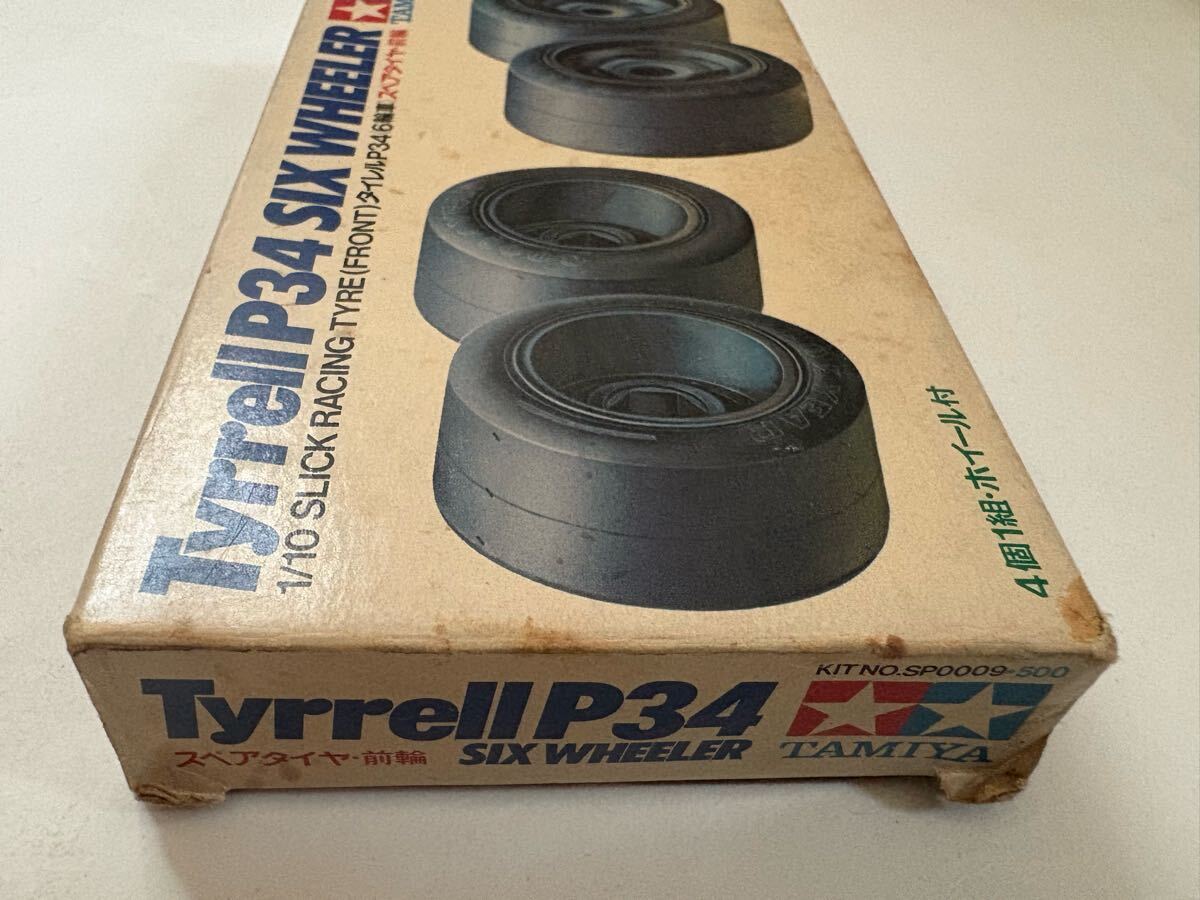 Tyrrell P34 SIX WHEELER
1/10 SLICK RACING TYRE (FRONT) タイレルP34 6輪車 スペアタイヤ・前輪
4個1組・ホイール付
KIT NO. SP0009-500
Tyrrell P34
スペアタイヤ・前輪 SIX WHEELER
TAMIYA